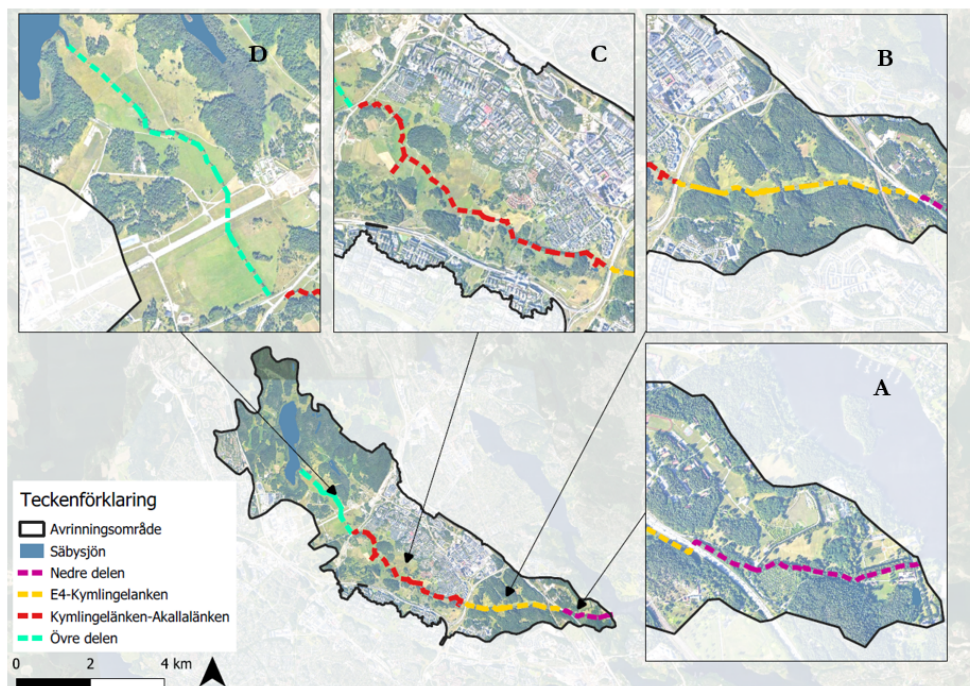 D
C
B
A
Teckenförklaring
Avrinningsområde
Säbysjön
Nedre delen
E4-Kymlingelanken
Kymlingelänken-Akallalänken
Övre delen
0 2 4 km